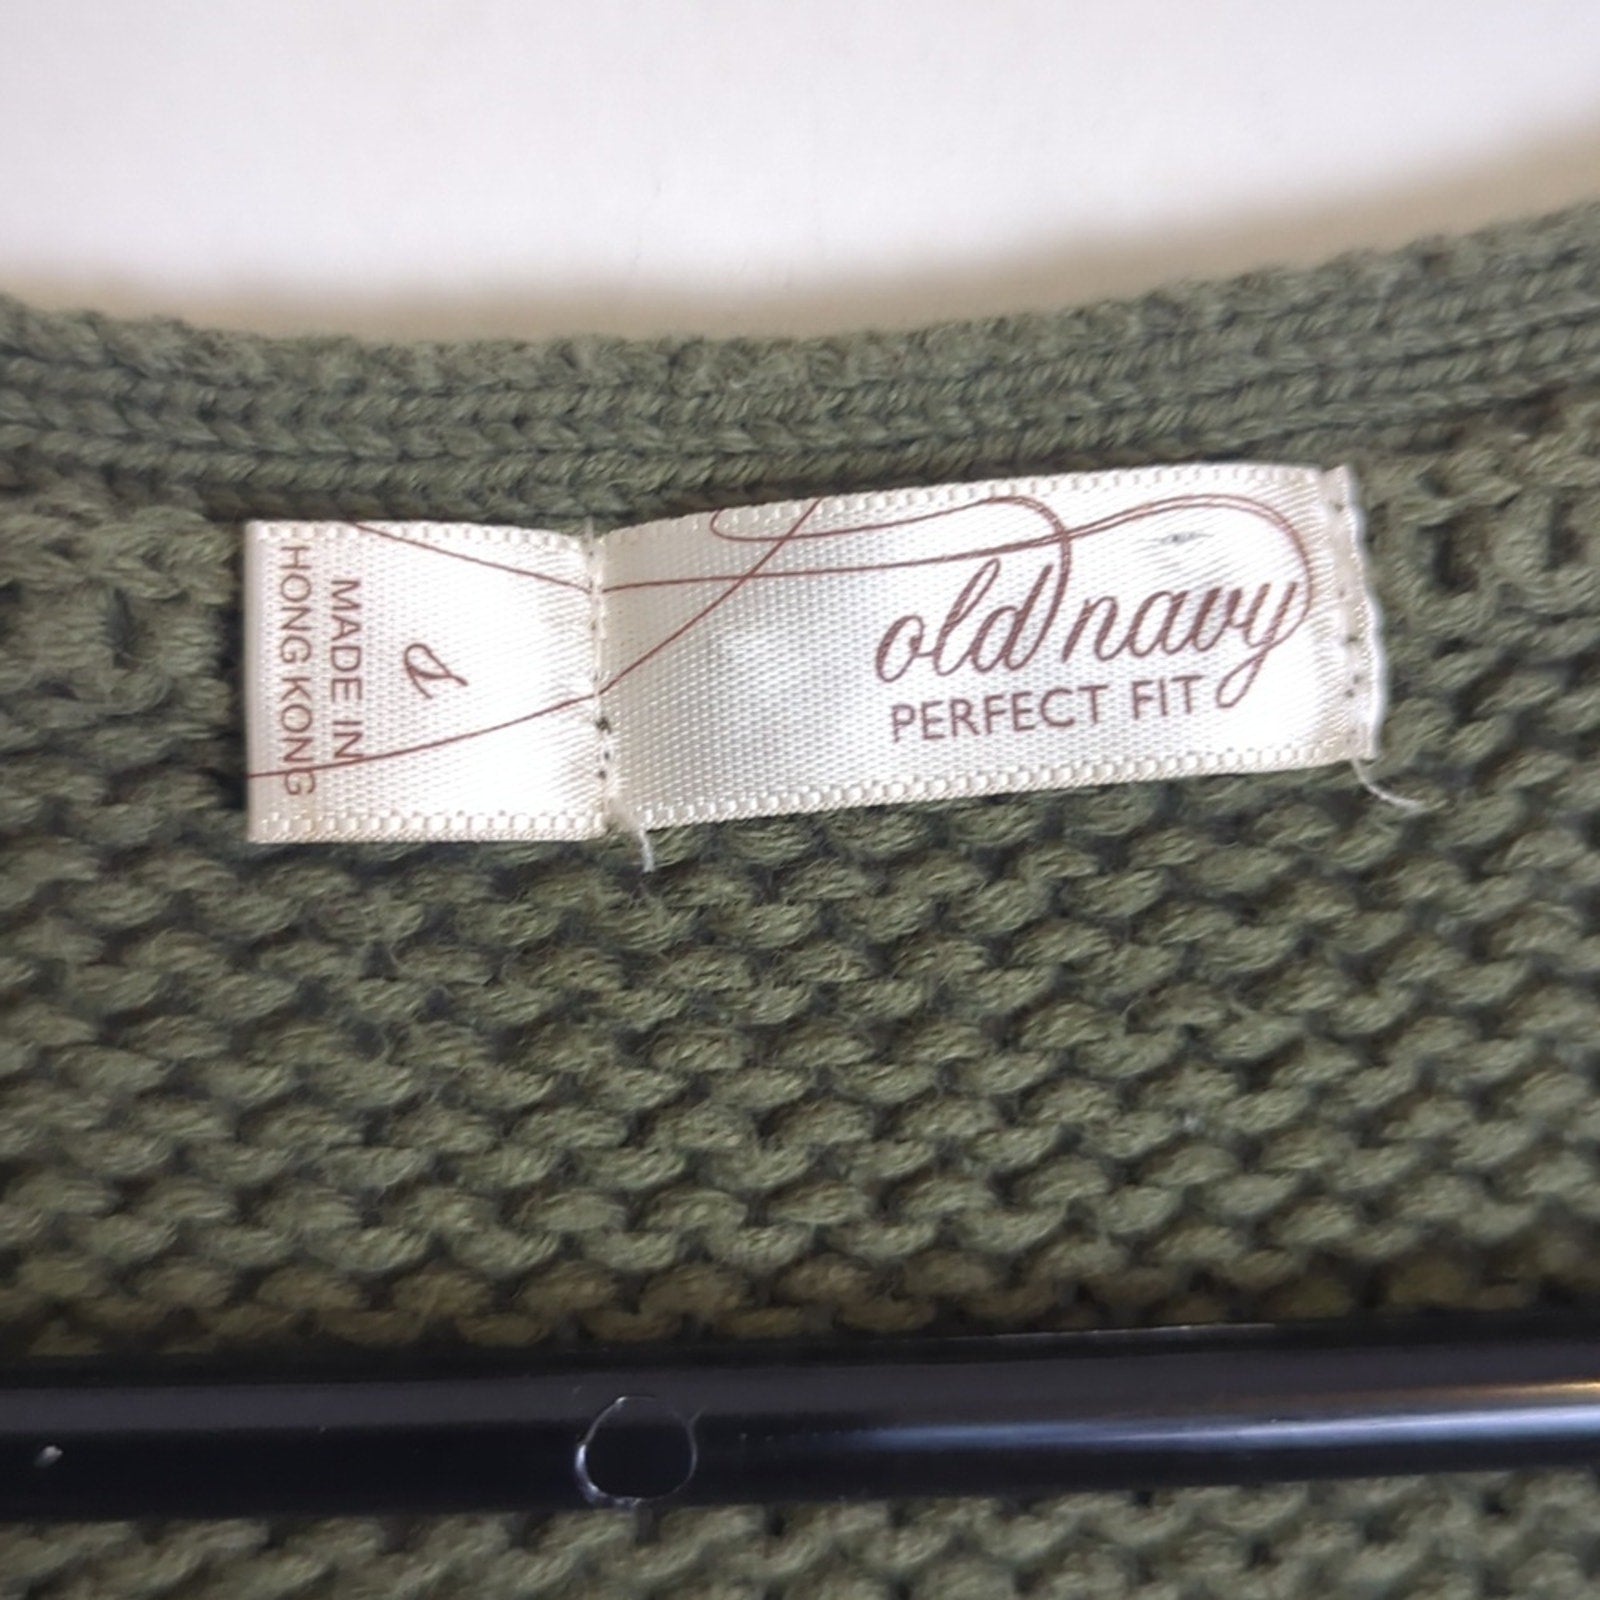 old navy
PERFECT FIT
MADE IN
HONG KONG